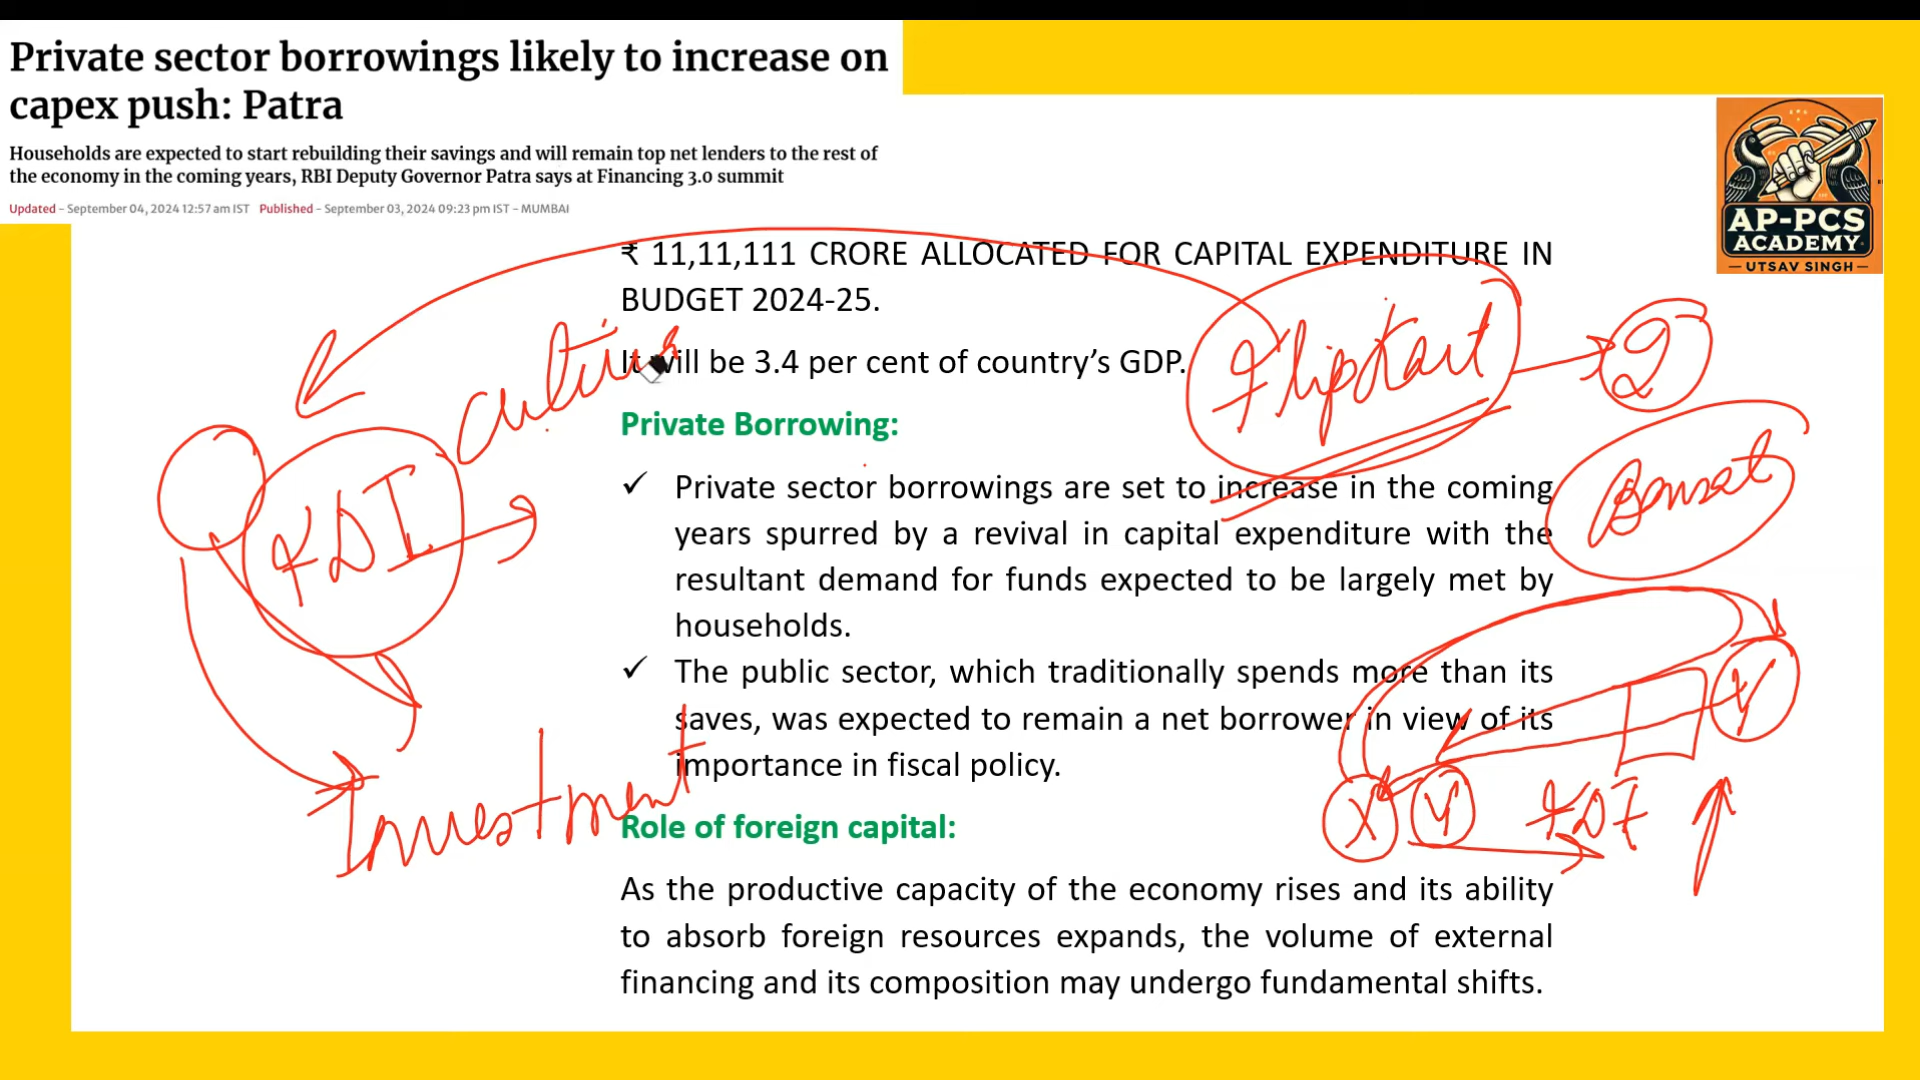 Private sector borrowings likely to increase on
capex push: Patra
Households are expected to start rebuilding their savings and will remain top net lenders to the rest of
the economy in the coming years, RBI Deputy Governor Patra says at Financing 3.0 summit
Updated - September 04, 2024 12:57 am IST Published - September 03, 2024 09:23 pm IST - MUMBAI
AP-PCS
ACADEMY
UTSAV SINGH
₹ 11,11,111 CRORE ALLOCATED FOR CAPITAL EXPENDITURE IN
BUDGET 2024-25.
It will be 3.4 per cent of country's GDP.
Flipkart
2
Private Borrowing:
✓ Private sector borrowings are set to increase in the coming
years spurred by a revival in capital expenditure with the
resultant demand for funds expected to be largely met by
households.
✓ The public sector, which traditionally spends more than its
saves, was expected to remain a net borrower in view of its
importance in fiscal policy.
Investment
X Y
Y
Role of foreign capital:
As the productive capacity of the economy rises and its ability
to absorb foreign resources expands, the volume of external
financing and its composition may undergo fundamental shifts.